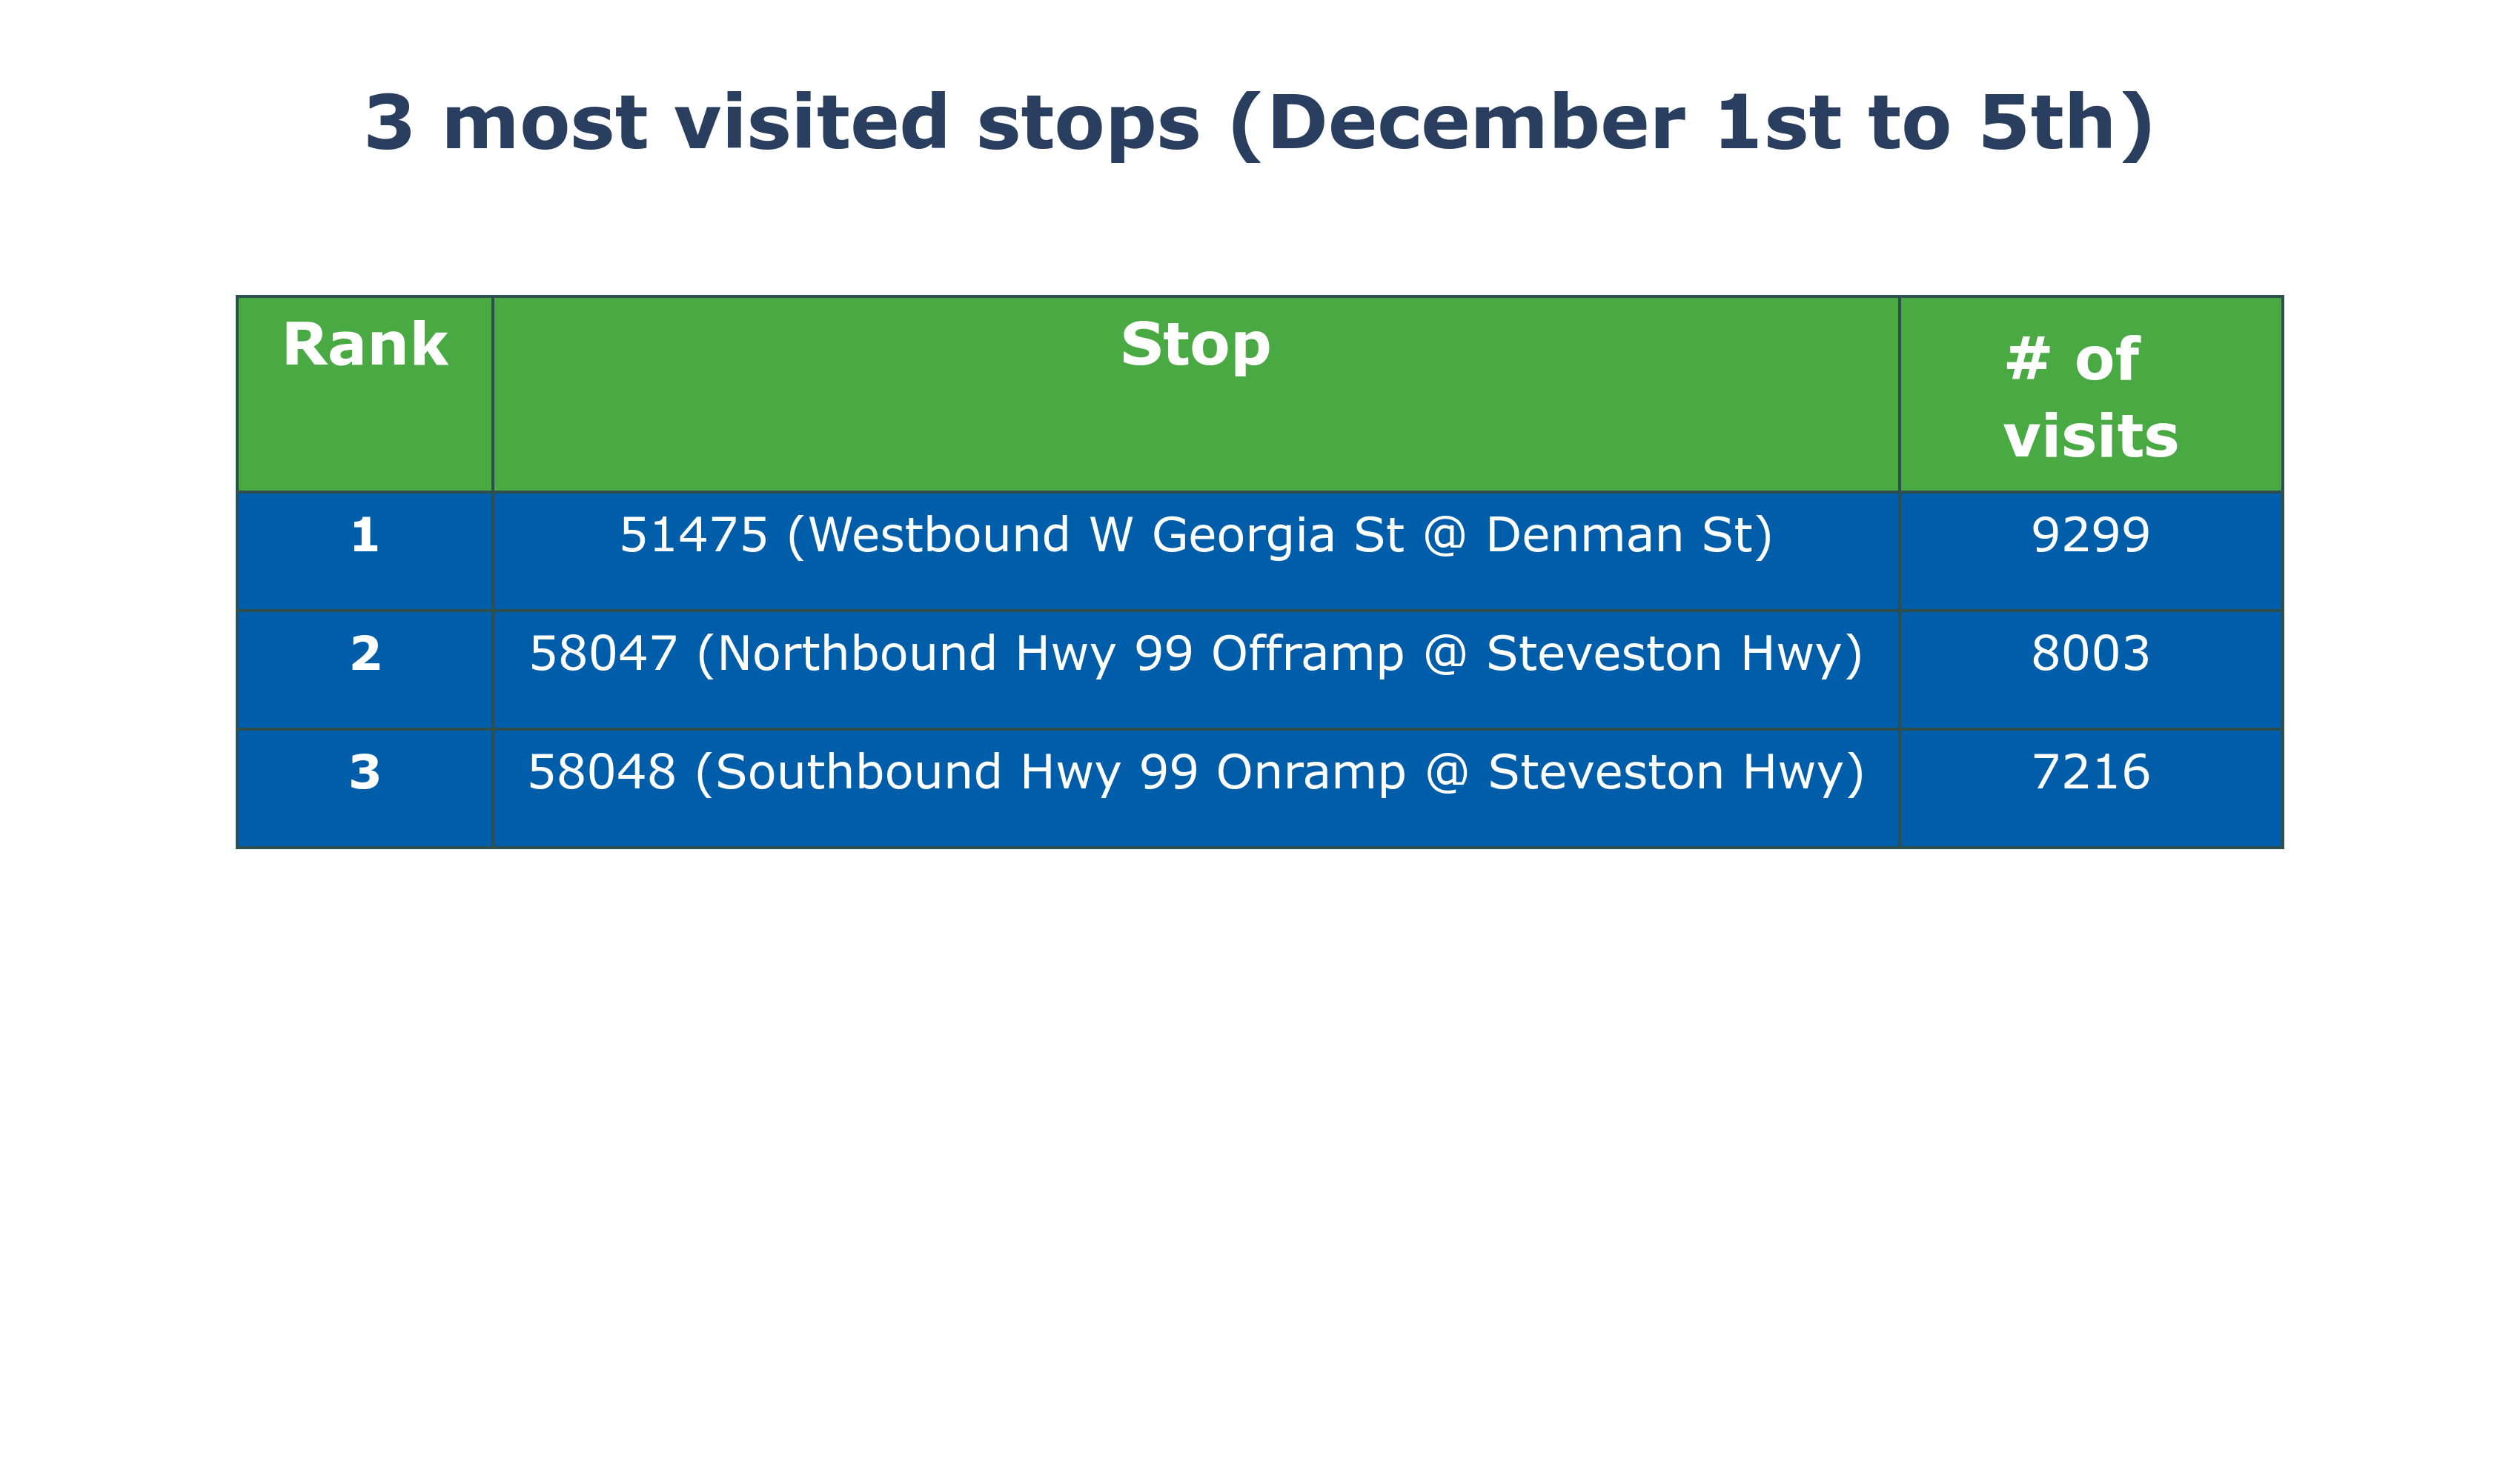 3 most visited stops (December 1st to 5th)
Rank Stop # of
visits
1 51475 (Westbound W Georgia St @ Denman St) 9299
2 58047 (Northbound Hwy 99 Offramp @ Steveston Hwy) 8003
3 58048 (Southbound Hwy 99 Onramp @ Steveston Hwy) 7216